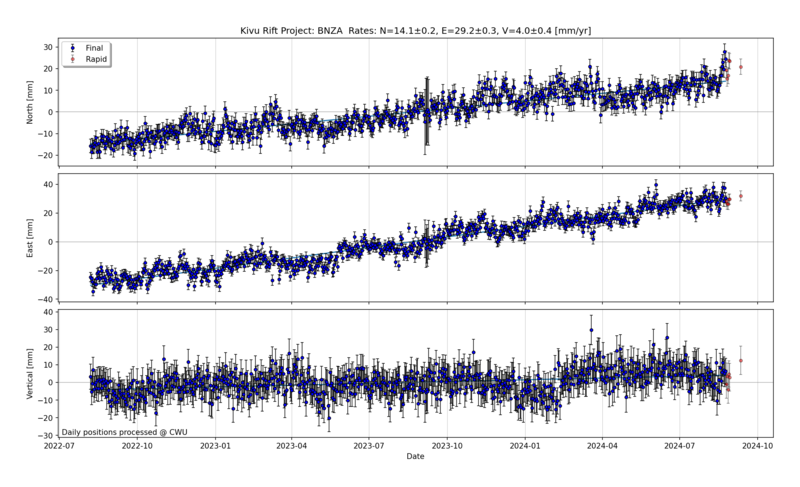 Kivu Rift Project: BNZA  Rates: N=14.1±0.2, E=29.2±0.3, V=4.0±0.4 [mm/yr]
Final
Rapid
North [mm]
30
20
10
0
−10
−20
East [mm]
40
20
0
−20
−40
Vertical [mm]
40
30
20
10
0
−10
−20
−30
Daily positions processed @ CWU
2022-07 2022-10 2023-01 2023-04 2023-07 2023-10 2024-01 2024-04 2024-07 2024-10
Date